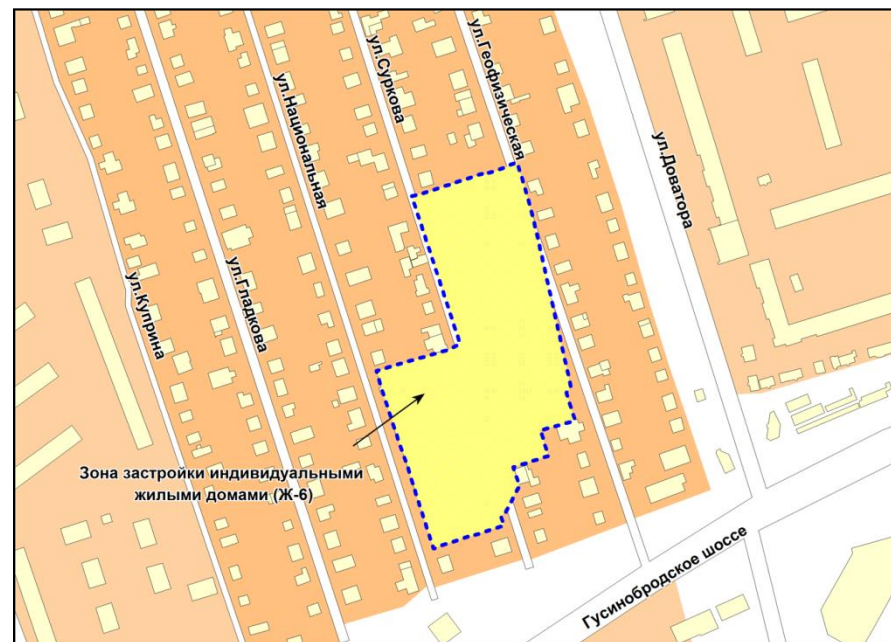 ул.Геофизическая
ул.Суркова
ул.Национальная
ул.Доватора
ул.Гладкова
ул.Куприна
Зона застройки индивидуальными
жилыми домами (Ж-6)
Гусинобродское шоссе